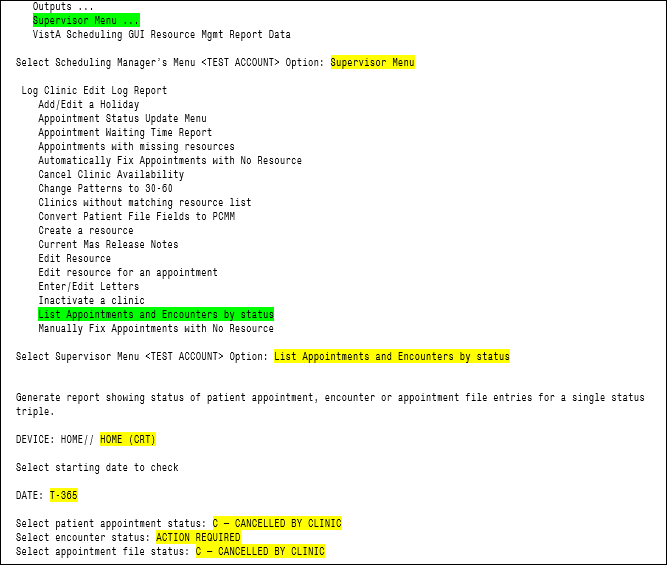 Outputs ...
Supervisor Menu ...
VistA Scheduling GUI Resource Mgmt Report Data
Select Scheduling Manager's Menu <TEST ACCOUNT> Option: Supervisor Menu
Log Clinic Edit Log Report
Add/Edit a Holiday
Appointment Status Update Menu
Appointment Waiting Time Report
Appointments with missing resources
Automatically Fix Appointments with No Resource
Cancel Clinic Availability
Change Patterns to 30-60
Clinics without matching resource list
Convert Patient File Fields to PCMM
Create a resource
Current Mas Release Notes
Edit Resource
Edit resource for an appointment
Enter/Edit Letters
Inactivate a clinic
List Appointments and Encounters by status
Manually Fix Appointments with No Resource
Select Supervisor Menu <TEST ACCOUNT> Option: List Appointments and Encounters by status
Generate report showing status of patient appointment, encounter or appointment file entries for a single status
triple.
DEVICE: HOME// HOME (CRT)
Select starting date to check
DATE: T-365
Select patient appointment status: C – CANCELLED BY CLINIC
Select encounter status: ACTION REQUIRED
Select appointment file status: C – CANCELLED BY CLINIC